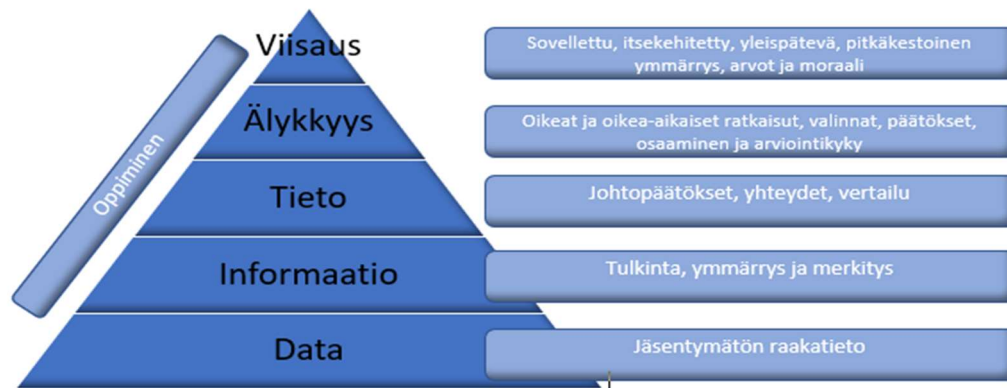 Viisaus
Sovellettu, itsekehitetty, yleispätevä, pitkäkestoinen
ymmärrys, arvot ja moraali
Älykkyys
Oikeat ja oikea-aikaiset ratkaisut, valinnat, päätökset,
osaaminen ja arviointikyky
Oppiminen
Tieto
Johtopäätökset, yhteydet, vertailu
Informaatio
Tulkinta, ymmärrys ja merkitys
Data
Jäsentymätön raakatieto